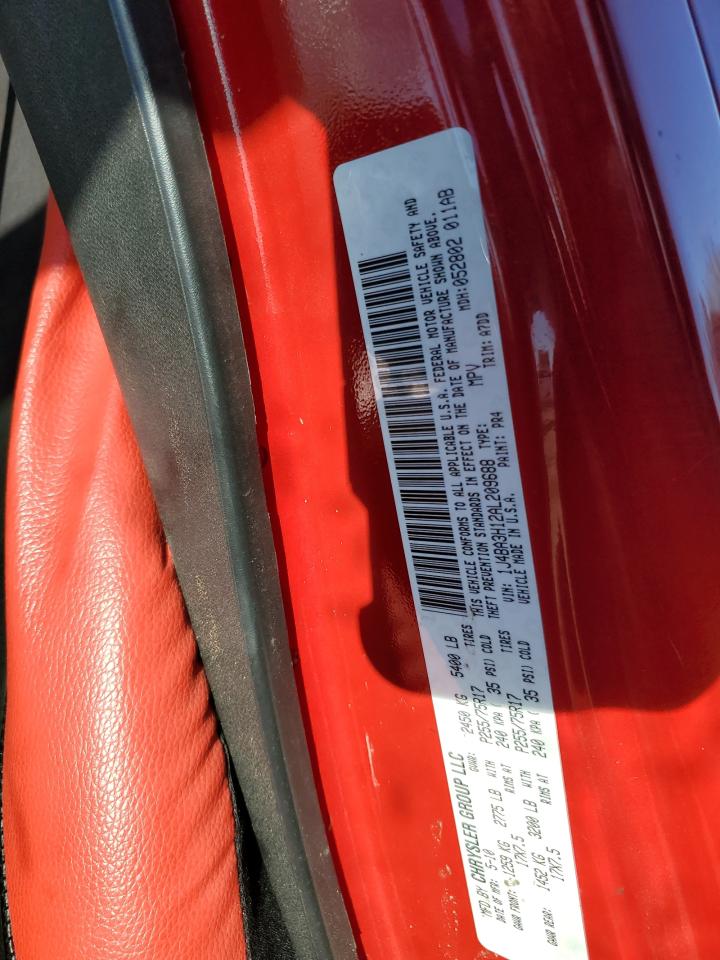 MFD BY CHRYSLER GROUP LLC
DATE OF MFR: 5-10 GVWR: 2450 KG 5400 LB
GAWR FRONT: 1259 KG 2775 LB WITH P255/75R17 TIRES
17X7.5 RIMS AT 240 KPA ( 35 PSI) COLD
GAWR REAR: 1452 KG 3200 LB WITH P255/75R17 TIRES
17X7.5 RIMS AT 240 KPA ( 35 PSI) COLD
THIS VEHICLE CONFORMS TO ALL APPLICABLE U.S.A. FEDERAL MOTOR VEHICLE SAFETY AND
THEFT PREVENTION STANDARDS IN EFFECT ON THE DATE OF MANUFACTURE SHOWN ABOVE.
VIN: 1J4BA3H12AL209688 TYPE: MPV MDH:052802 011AB
VEHICLE MADE IN U.S.A. PAINT: PR4 TRIM: A7DD